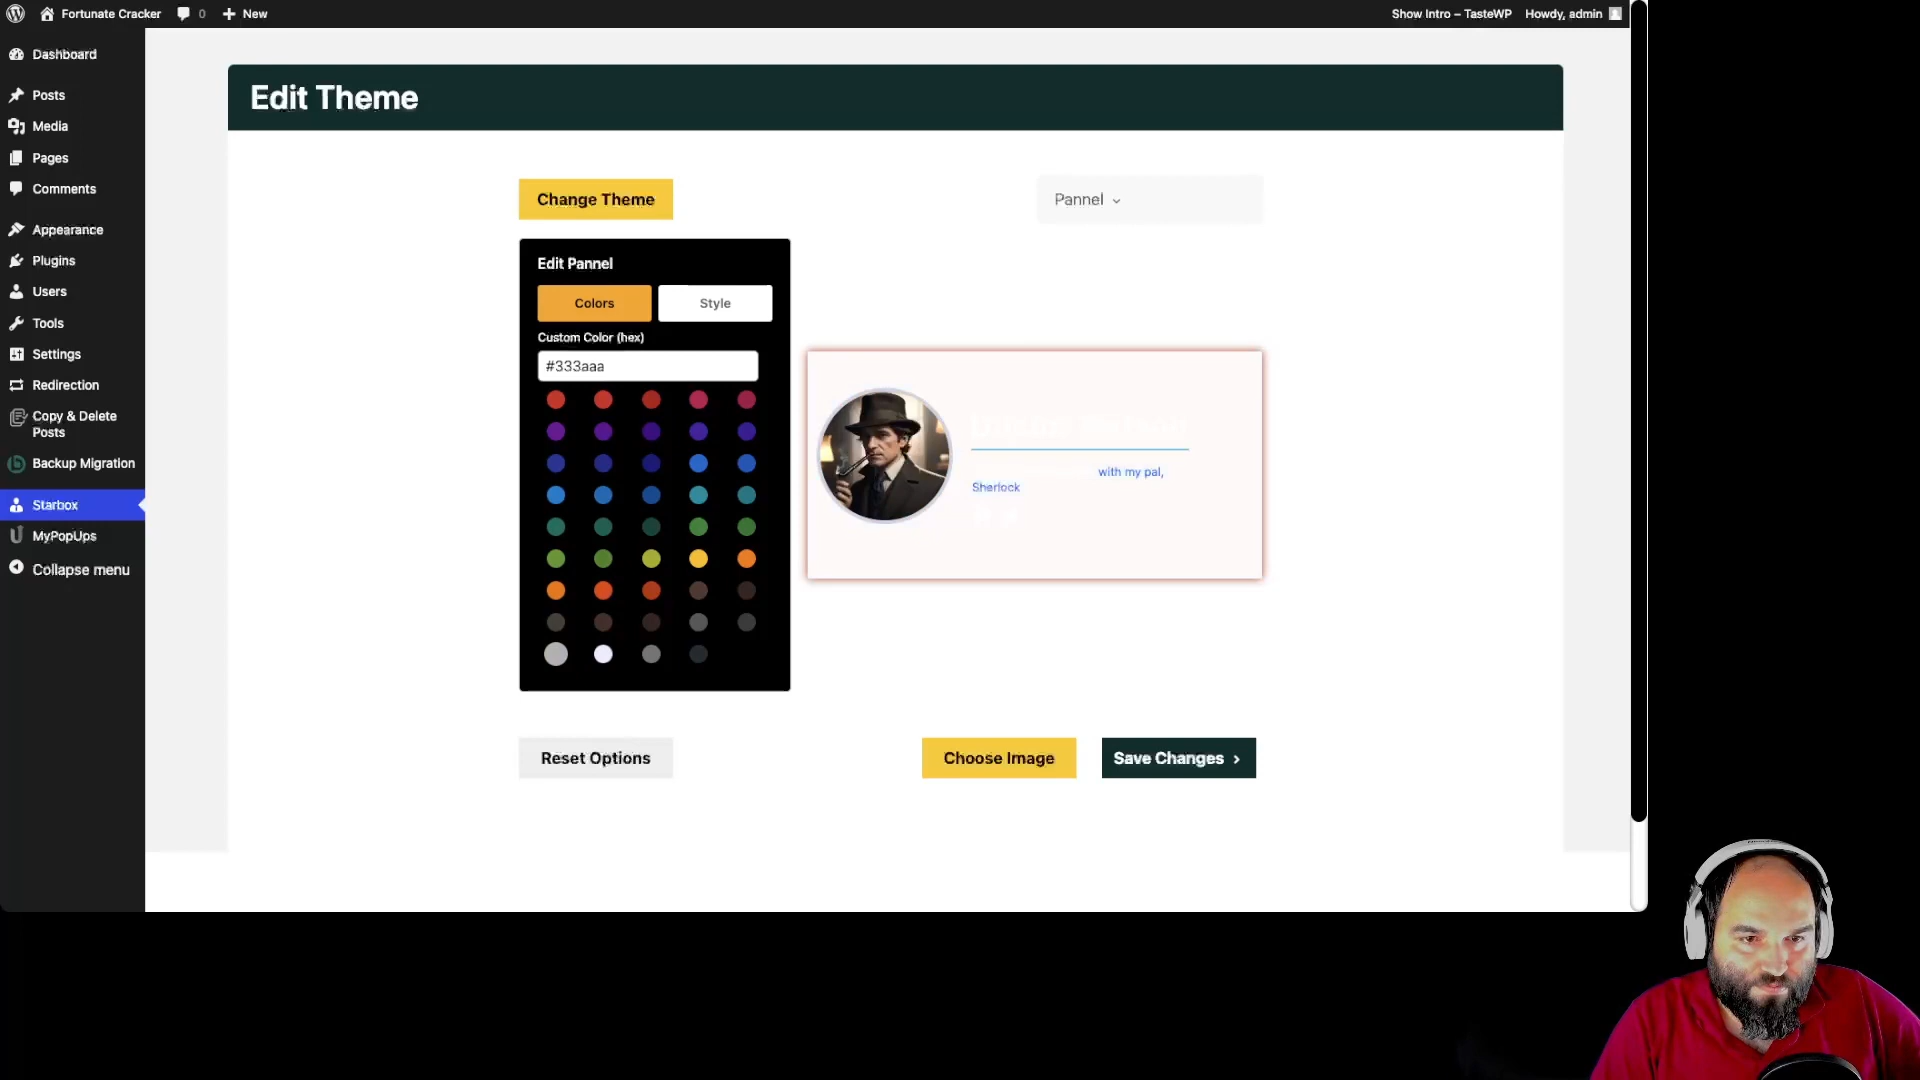 Fortunate Cracker
0
New
Show Intro – TasteWP
Howdy, admin
Dashboard
Posts
Media
Pages
Comments
Appearance
Plugins
Users
Tools
Settings
Redirection
Copy & Delete
Posts
Backup Migration
Starbox
MyPopUps
Collapse menu
Edit Theme
Change Theme
Pannel
Edit Pannel
Colors
Style
Custom Color (hex)
#333aaa
with my pal,
Sherlock
Reset Options
Choose Image
Save Changes